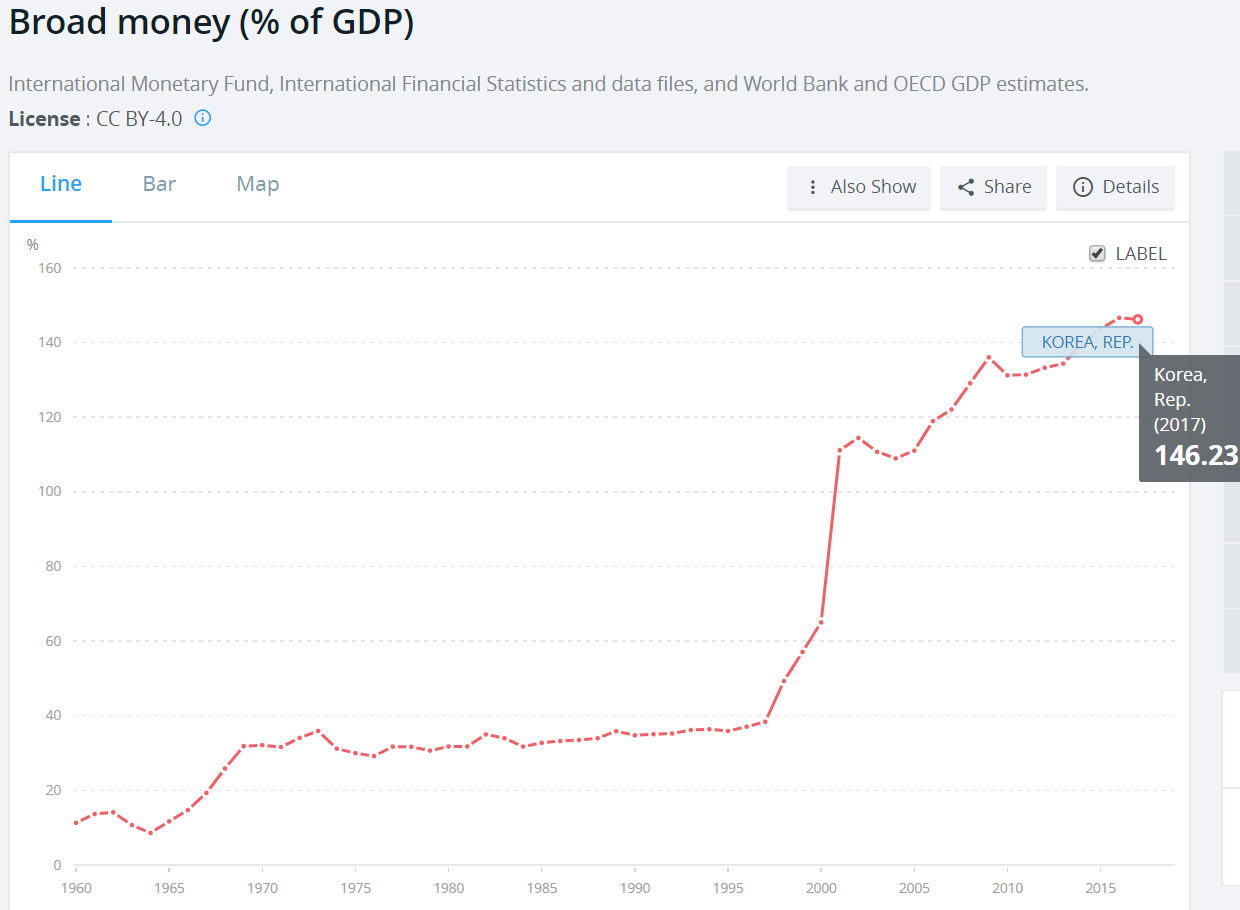 Broad money (% of GDP)
International Monetary Fund, International Financial Statistics and data files, and World Bank and OECD GDP estimates.
License : CC BY-4.0
Line Bar Map Also Show Share Details
%
LABEL
160
140
120
100
80
60
40
20
0
KOREA, REP.
Korea,
Rep.
(2017)
146.23
1960 1965 1970 1975 1980 1985 1990 1995 2000 2005 2010 2015